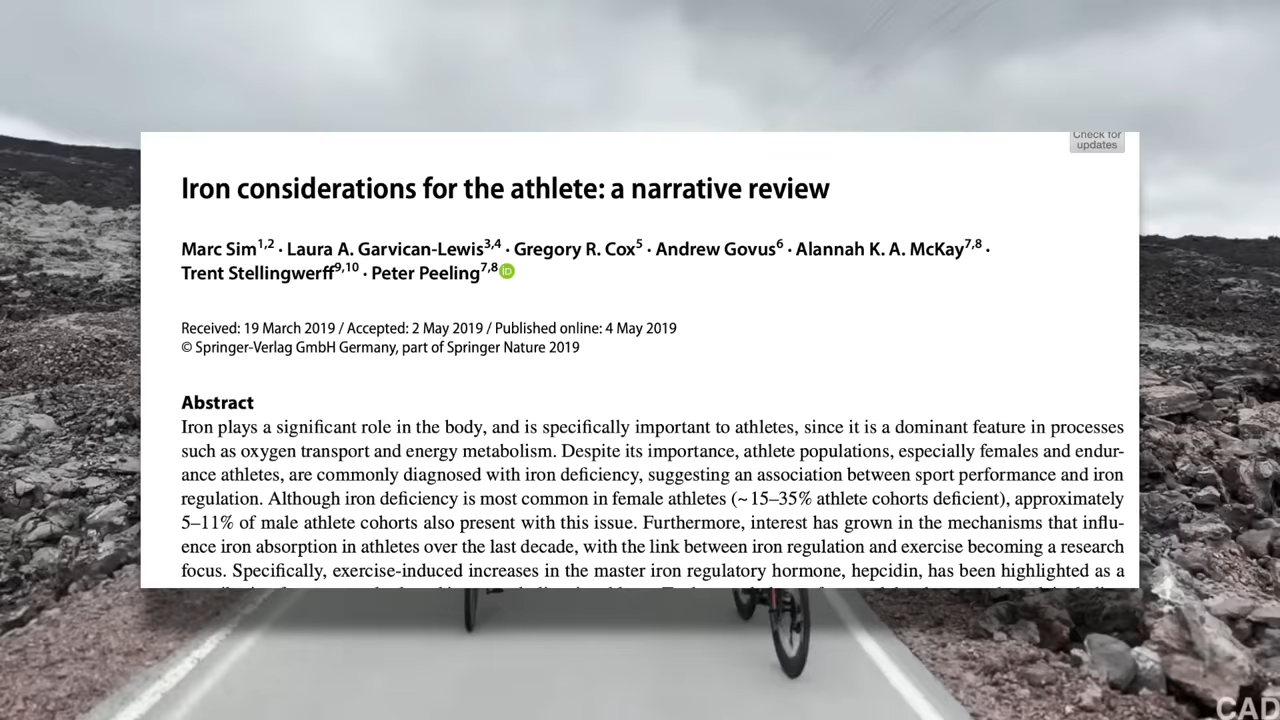 Check for
updates
Iron considerations for the athlete: a narrative review
Marc Sim1,2 · Laura A. Garvican-Lewis3,4 · Gregory R. Cox5 · Andrew Govus6 · Alannah K. A. McKay7,8 ·
Trent Stellingwerff9,10 · Peter Peeling7,8 iD
Received: 19 March 2019 / Accepted: 2 May 2019 / Published online: 4 May 2019
© Springer-Verlag GmbH Germany, part of Springer Nature 2019
Abstract
Iron plays a significant role in the body, and is specifically important to athletes, since it is a dominant feature in processes
such as oxygen transport and energy metabolism. Despite its importance, athlete populations, especially females and endur-
ance athletes, are commonly diagnosed with iron deficiency, suggesting an association between sport performance and iron
regulation. Although iron deficiency is most common in female athletes (~ 15–35% athlete cohorts deficient), approximately
5–11% of male athlete cohorts also present with this issue. Furthermore, interest has grown in the mechanisms that influ-
ence iron absorption in athletes over the last decade, with the link between iron regulation and exercise becoming a research
focus. Specifically, exercise-induced increases in the master iron regulatory hormone, hepcidin, has been highlighted as a
CAD